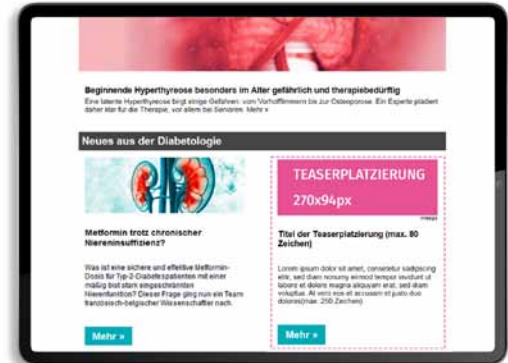 Beginnende Hyperthyreose besonders im Alter gefährlich und therapiebedürftig
Eine latente Hyperthyreose birgt einige Gefahren: vom Vorhofflimmern bis zur Osteoporose. Ein Experte plädiert
daher klar für die Therapie, vor allem bei Senioren. Mehr »
Neues aus der Diabetologie
Metformin trotz chronischer
Niereninsuffizienz?
Was ist eine sichere und effektive Metformin-
Dosis für Typ-2-Diabetespatienten mit einer
mäßig bis stark eingeschränkten
Nierenfunktion? Dieser Frage ging nun ein Team
französisch-belgischer Wissenschaftler nach.
Mehr »
TEASERPLATZIERUNG
270x94px
Titel der Teaserplatzierung (max. 80
Zeichen)
Lorem ipsum dolor sit amet, consetetur sadipscing
elitr, sed diam nonumy eirmod tempor invidunt ut
labore et dolore magna aliquyam erat, sed diam
voluptua. At vero eos et accusam et justo duo
dolores(max. 250 Zeichen)
Mehr »